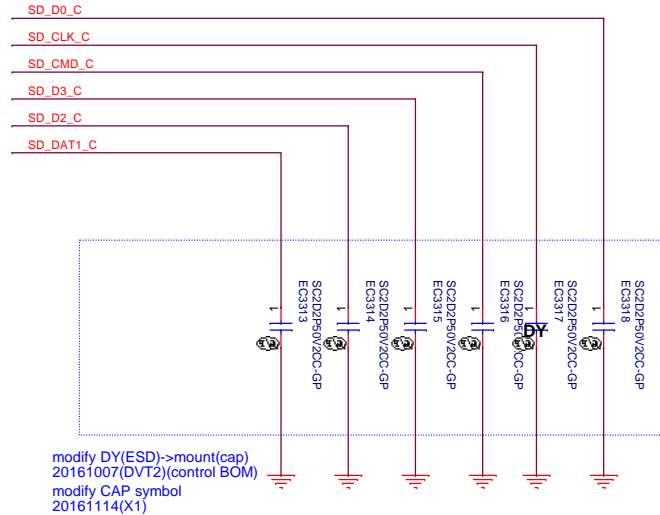 SD_D0_C
SD_CLK_C
SD_CMD_C
SD_D3_C
SD_D2_C
SD_DAT1_C
1
SC2D2P50V2CC-GP
EC3313
1
SC2D2P50V2CC-GP
EC3314
1
SC2D2P50V2CC-GP
EC3315
1
SC2D2P50V2CC-GP
EC3316
1
DY
EC3317
1
SC2D2P50V2CC-GP
EC3318
modify DY(ESD)->mount(cap)
20161007(DVT2)(control BOM)
modify CAP symbol
20161114(X1)